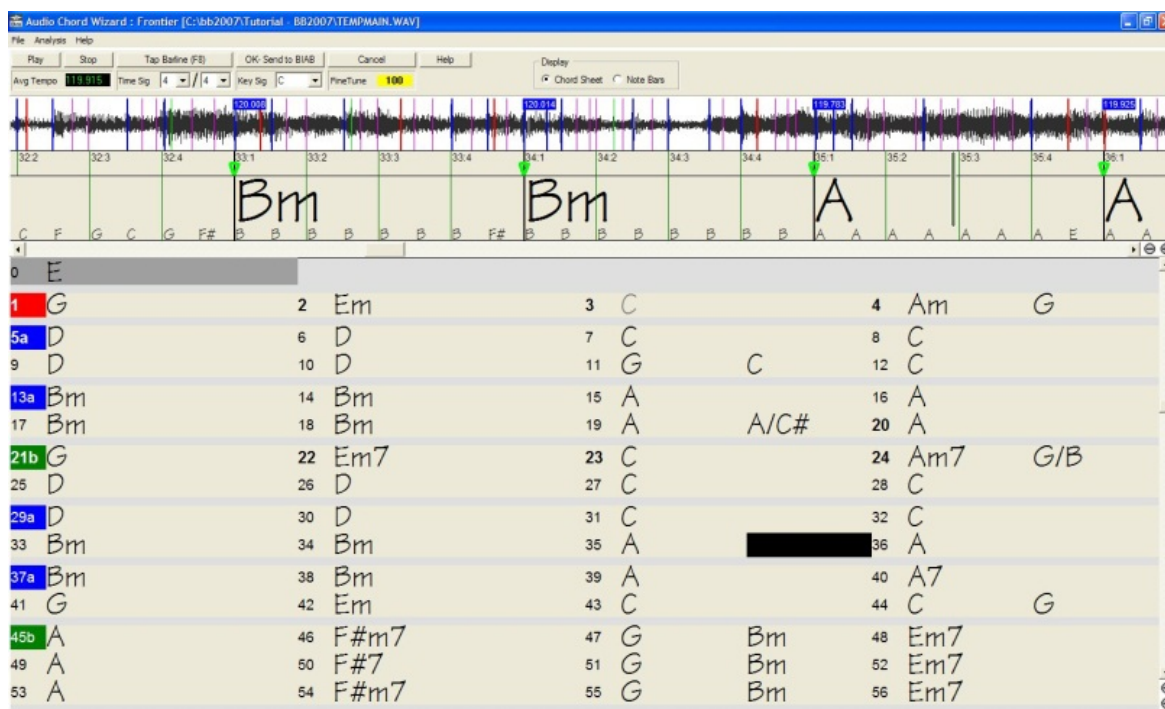 Audio Chord Wizard : Frontier [C:\bb2007\Tutorial - BB2007\TEMPMAIN.WAV]
File Analysis Help
Play Stop Tap Barline (F8) OK- Send to BIAB Cancel Help Display
Avg Tempo 119.915 Time Sig 4 / 4 Key Sig C FineTune 100 Chord Sheet Note Bars
120.008 120.014 119.783 119.925
32:2 32:3 32:4 33:1 33:2 33:3 33:4 34:1 34:2 34:3 34:4 35:1 35:2 35:3 35:4 36:1
Bm Bm A A
C F G C G F# B B B B B B B F# B B B B B B B B A A A A A A A E A A
0 E
1 G 2 Em 3 C 4 Am G
5a D 6 D 7 C 8 C
9 D 10 D 11 G C 12 C
13a Bm 14 Bm 15 A 16 A
17 Bm 18 Bm 19 A A/C# 20 A
21b G 22 Em7 23 C 24 Am7 G/B
25 D 26 D 27 C 28 C
29a D 30 D 31 C 32 C
33 Bm 34 Bm 35 A 36 A
37a Bm 38 Bm 39 A 40 A7
41 G 42 Em 43 C 44 C G
45b A 46 F#m7 47 G Bm 48 Em7
49 A 50 F#7 51 G Bm 52 Em7
53 A 54 F#m7 55 G Bm 56 Em7